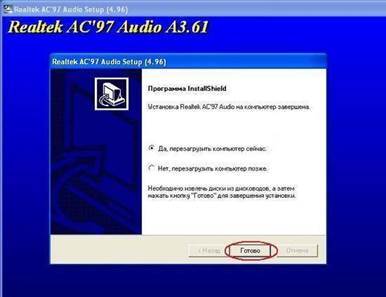 Realtek AC'97 Audio Setup (4.96)
Realtek AC'97 Audio A3.61
Realtek AC'97 Audio Setup (4.96)
Программа InstallShield
Установка Realtek AC'97 Audio на компьютер завершена.
Да, перезагрузить компьютер сейчас.
Нет, перезагрузить компьютер позже.
Необходимо извлечь диски из дисководов, а затем
нажать кнопку "Готово" для завершения установки.
< Назад
Готово
Отмена